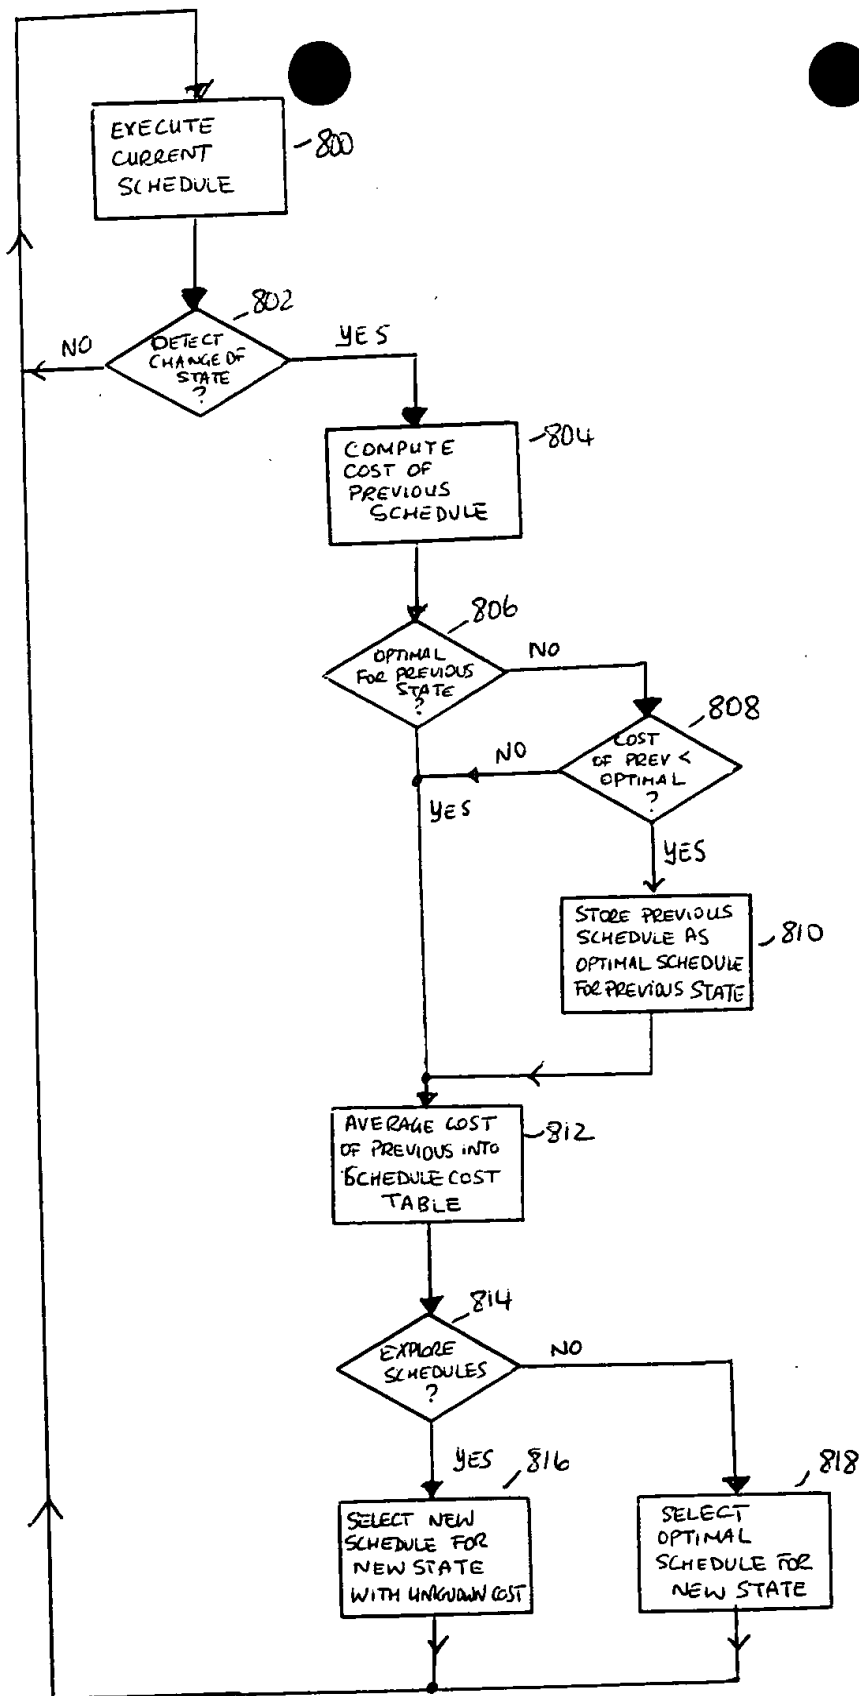 EXECUTE
CURRENT
SCHEDULE
800
802
DETECT
CHANGE OF
STATE
?
NO
YES
804
COMPUTE
COST OF
PREVIOUS
SCHEDULE
806
OPTIMAL
FOR PREVIOUS
STATE
?
NO
808
COST
OF PREV <
OPTIMAL
?
NO
YES
YES
STORE PREVIOUS
SCHEDULE AS
OPTIMAL SCHEDULE
FOR PREVIOUS STATE
810
AVERAGE COST
OF PREVIOUS INTO
SCHEDULE COST
TABLE
812
814
EXPLORE
SCHEDULES
?
NO
YES
816
SELECT NEW
SCHEDULE FOR
NEW STATE
WITH UNKNOWN COST
818
SELECT
OPTIMAL
SCHEDULE FOR
NEW STATE